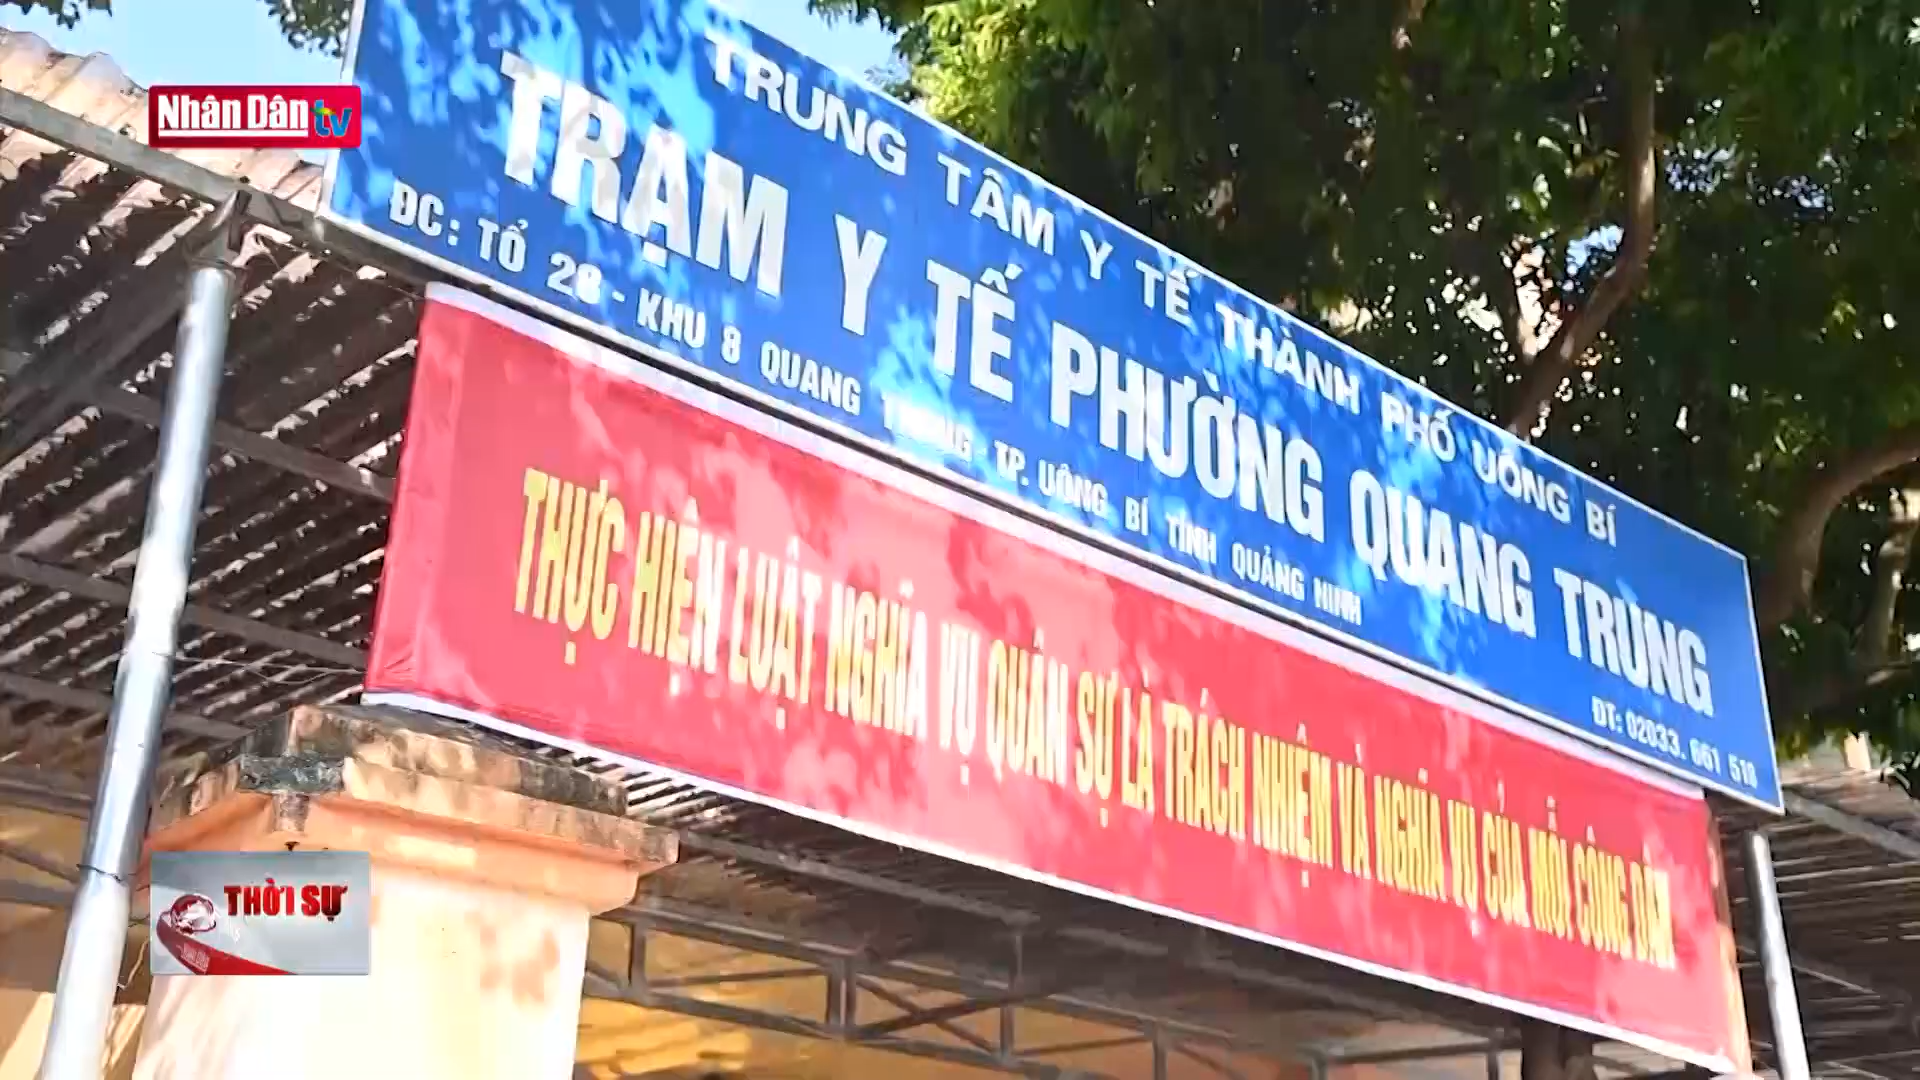 Nhân Dân tv
TRUNG TÂM Y TẾ THÀNH PHỐ UÔNG BÍ
TRẠM Y TẾ PHƯỜNG QUANG TRUNG
ĐC: TỔ 28 - KHU 8 QUANG TRUNG - TP. UÔNG BÍ TỈNH QUẢNG NINH
ĐT: 02033. 661 510
THỰC HIỆN LUẬT NGHĨA VỤ QUÂN SỰ LÀ TRÁCH NHIỆM VÀ NGHĨA VỤ CỦA MỖI CÔNG DÂN
THỜI SỰ